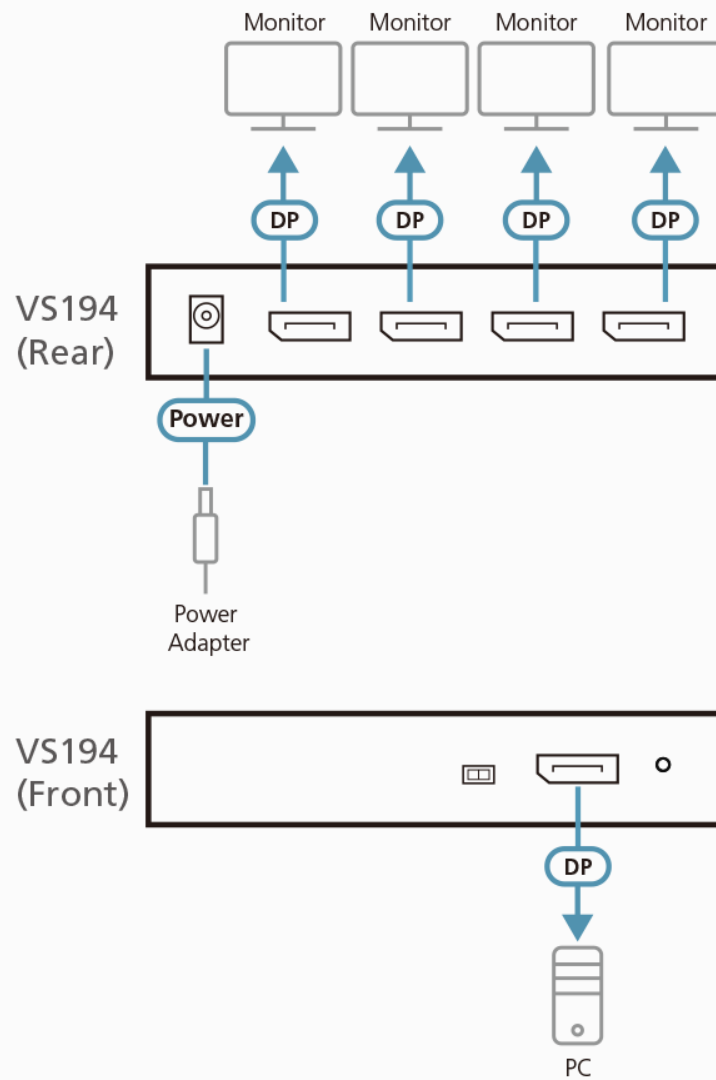 Monitor
Monitor
Monitor
Monitor
DP
DP
DP
DP
VS194
(Rear)
Power
Power
Adapter
VS194
(Front)
DP
PC